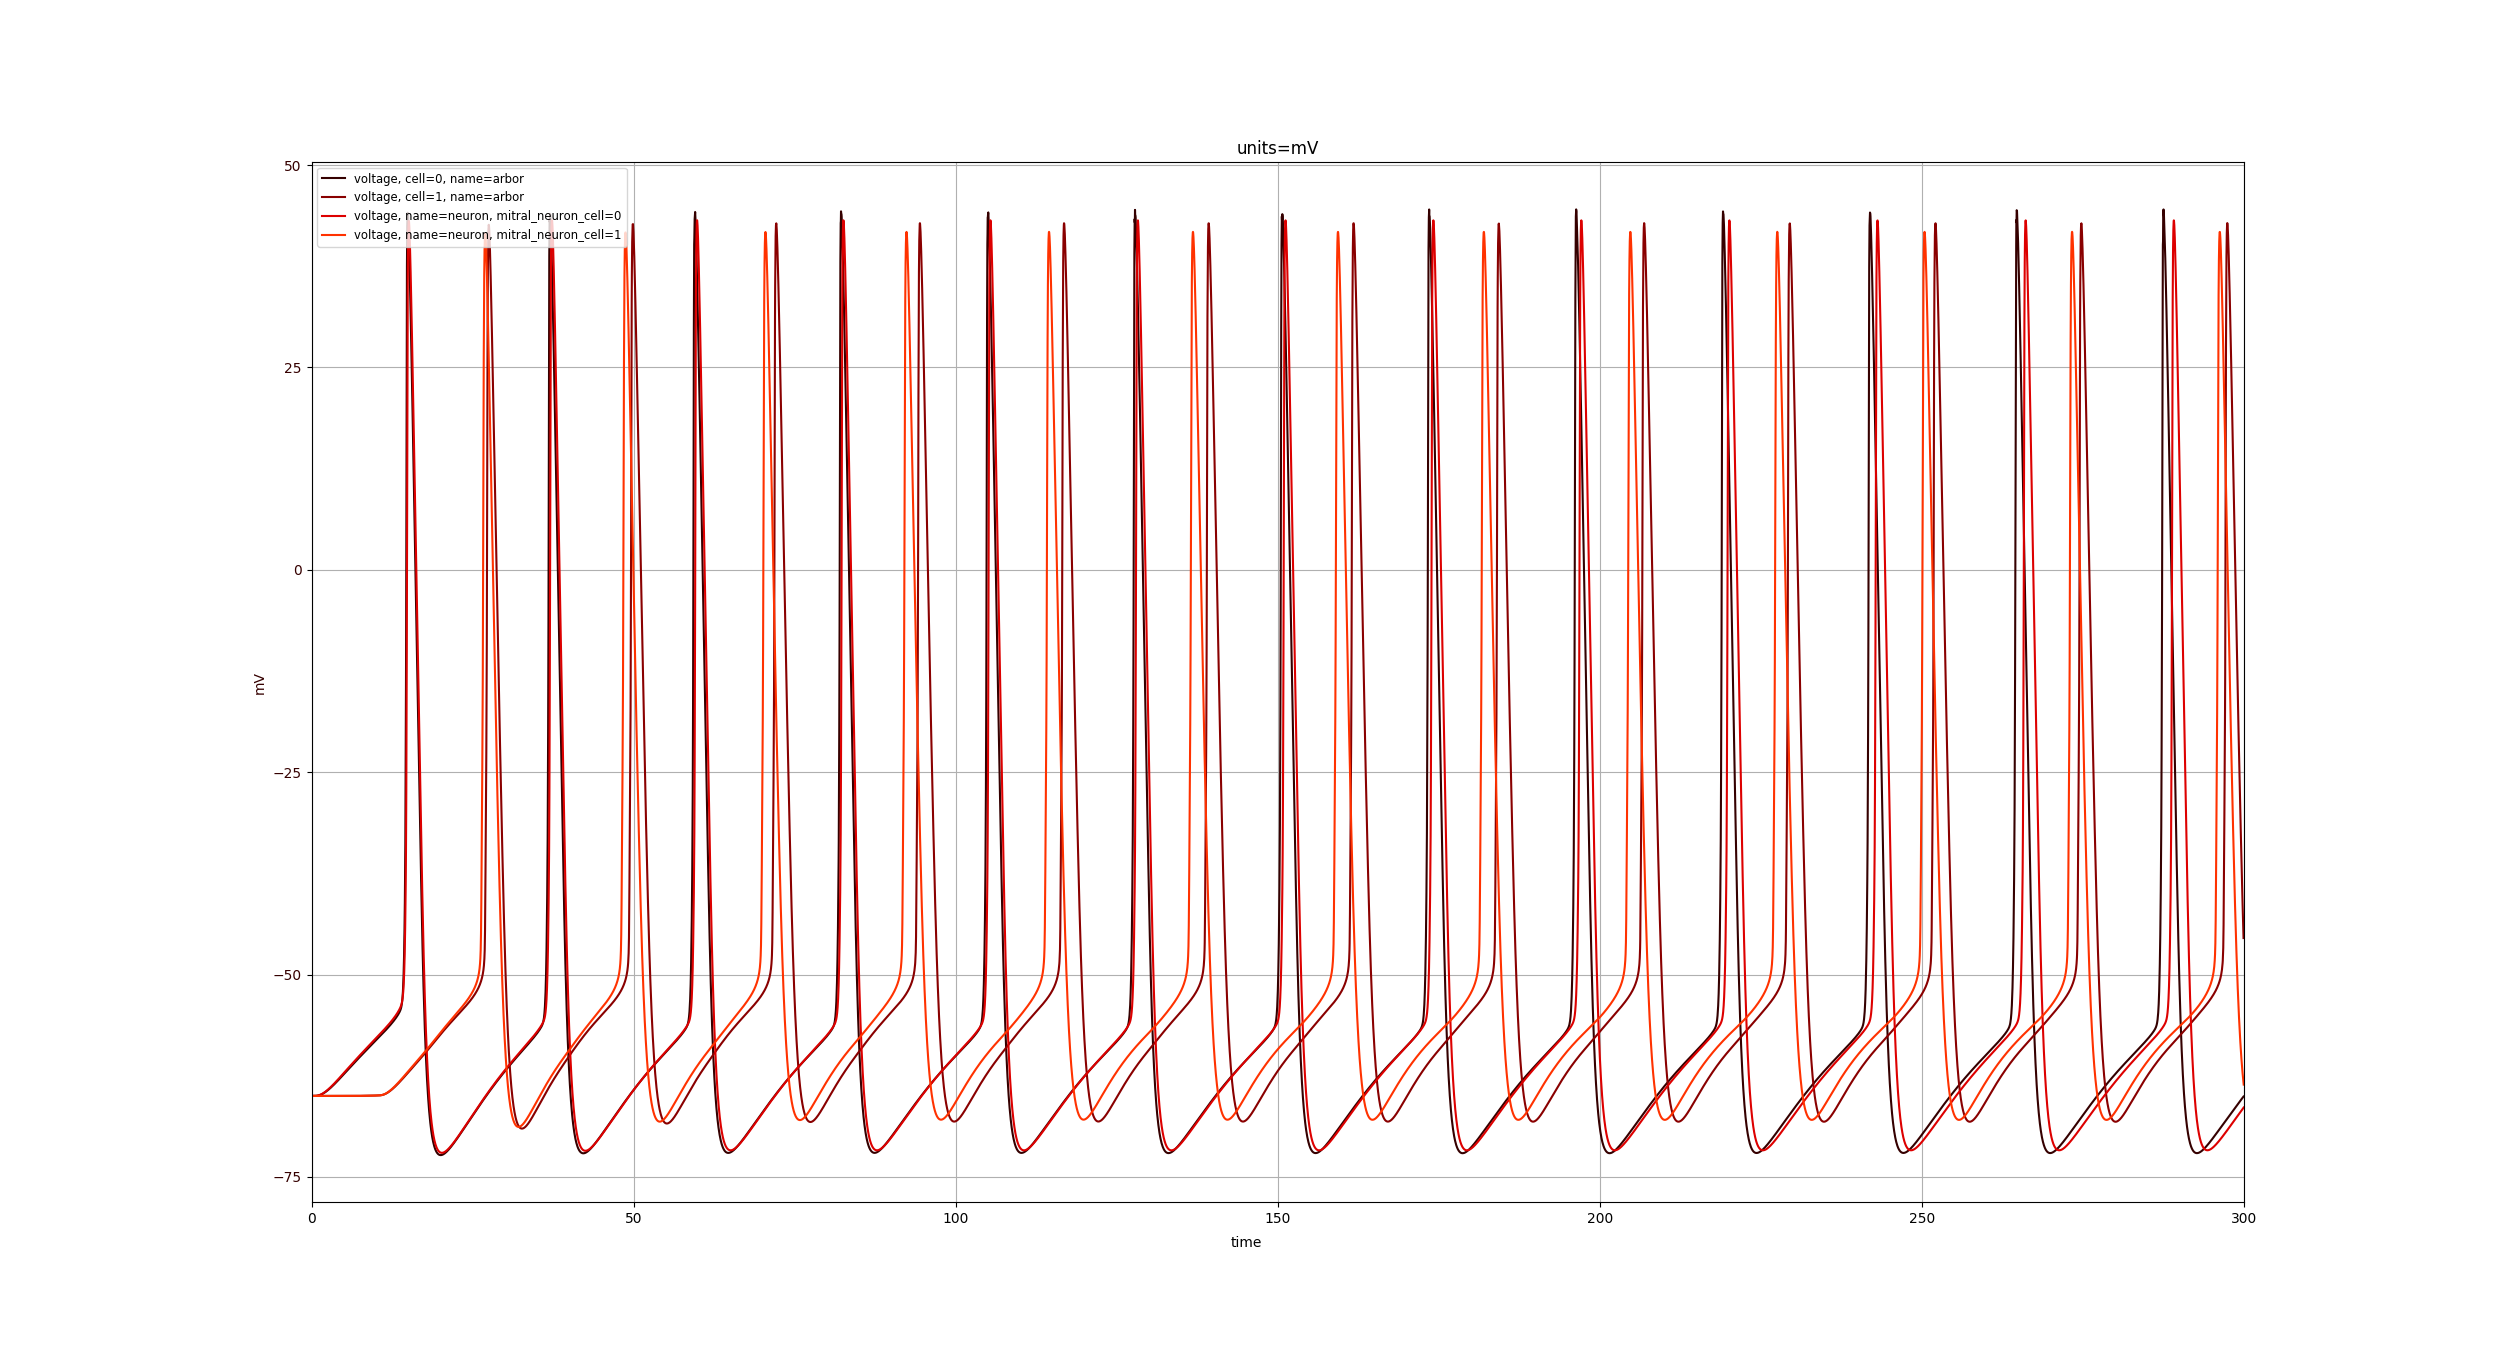 units=mV
50
voltage, cell=0, name=arbor
voltage, cell=1, name=arbor
voltage, name=neuron, mitral_neuron_cell=0
voltage, name=neuron, mitral_neuron_cell=1
25
0
mV
−25
−50
−75
0 50 100 150 200 250 300
time